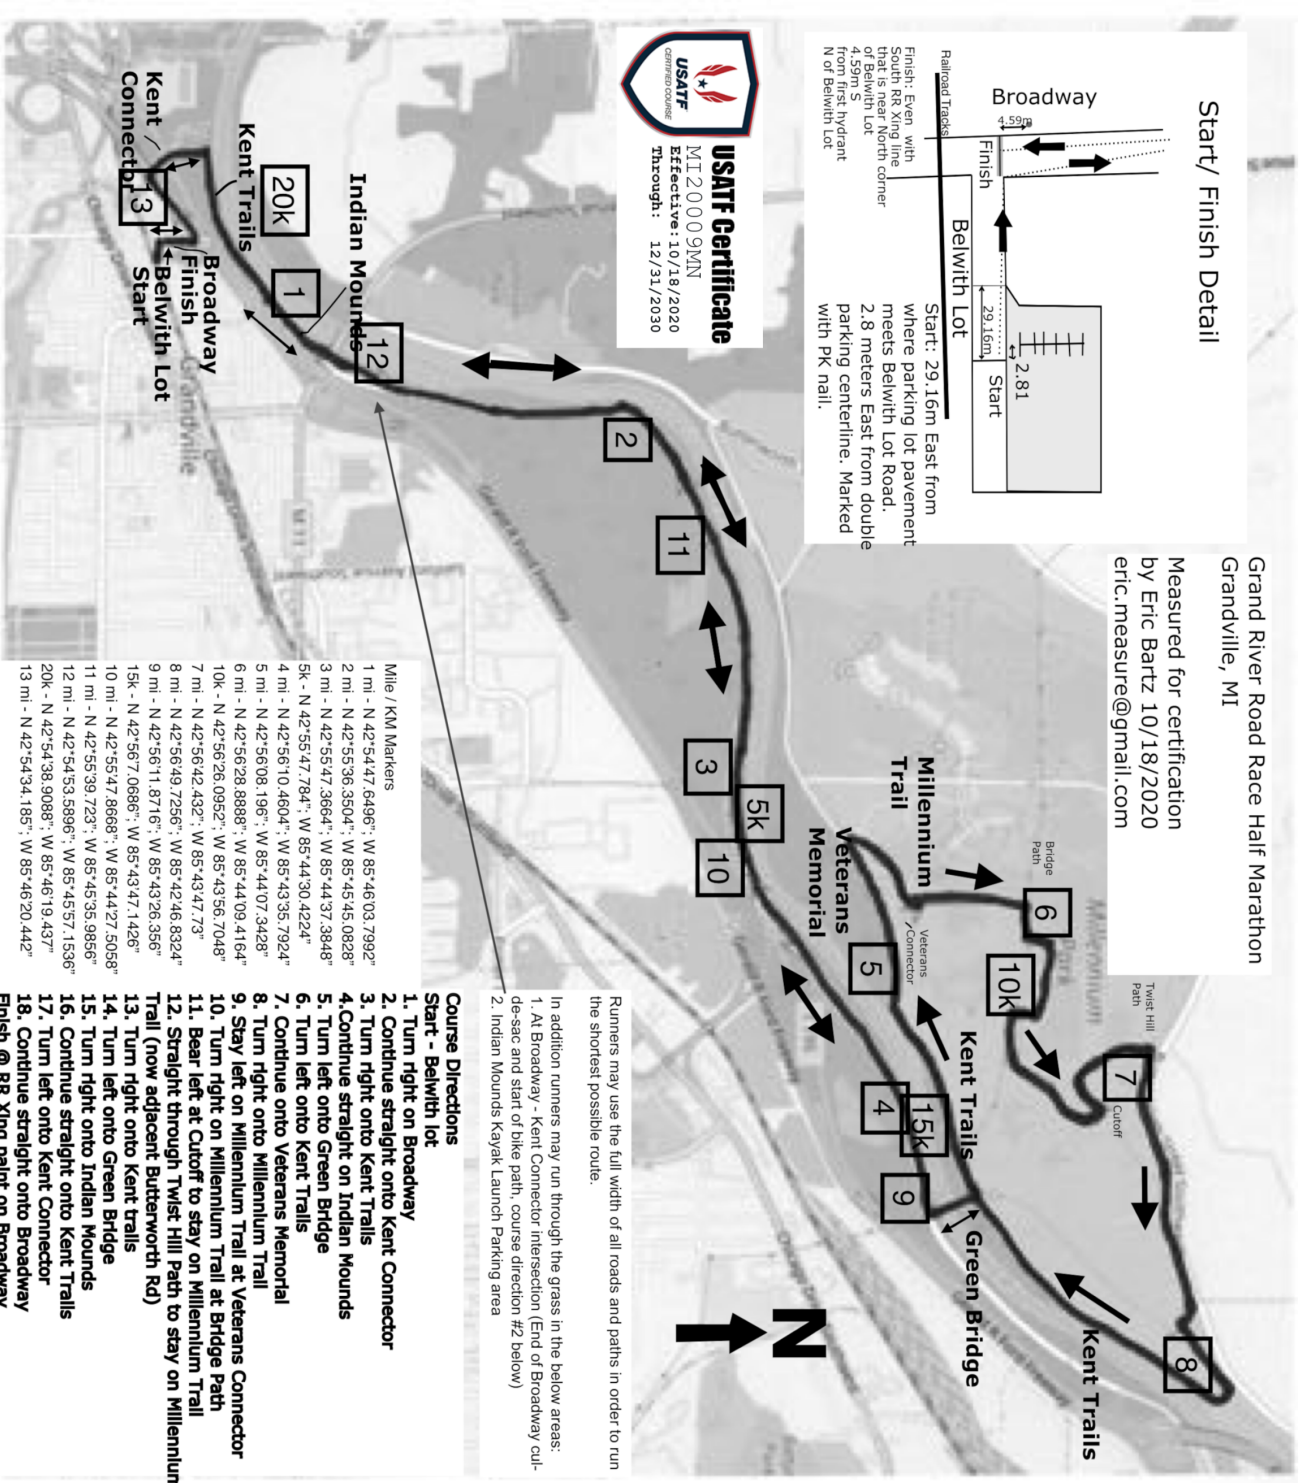 Start/ Finish Detail
Broadway
4.59m
Finish
Railroad Tracks
Belwith Lot
29.16m
Start
2.81
Finish: Even with
South RR Xing line
that is near North corner
of Belwith Lot
4.59m S
from first hydrant
N of Belwith Lot
Start: 29.16m East from
where parking lot pavement
meets Belwith Lot Road.
2.8 meters East from double
parking centerline. Marked
with PK nail.
Grand River Road Race Half Marathon
Grandville, MI
Measured for certification
by Eric Bartz 10/18/2020
eric.measure@gmail.com
USATF
CERTIFIED COURSE
USATF Certificate
MI20009MN
Effective: 10/18/2020
Through: 12/31/2030
Kent
Connector
13
Kent Trails
20k
Indian Mounds
1
12
Broadway
Finish
Belwith Lot
Start
Grandville
M 11
2
11
3
5k
10
Millennium
Trail
Veterans
Memorial
Bridge
Path
6
Millennium
Park
Veterans
Connector
5
10k
Twist Hill
Path
7
Cutoff
Kent Trails
4
15k
9
Green Bridge
Kent Trails
8
N
Mile / KM Markers
1 mi - N 42°54'47.6496"; W 85°46'03.7992"
2 mi - N 42°55'36.3504"; W 85°45'45.0828"
3 mi - N 42°55'47.3664"; W 85°44'37.3848"
5k - N 42°55'47.784"; W 85°44'30.4224"
4 mi - N 42°56'10.4604"; W 85°43'35.7924"
5 mi - N 42°56'08.196"; W 85°44'07.3428"
6 mi - N 42°56'28.8888"; W 85°44'09.4164"
10k - N 42°56'26.0952"; W 85°43'56.7048"
7 mi - N 42°56'42.432"; W 85°43'47.73"
8 mi - N 42°56'49.7256"; W 85°42'46.8324"
9 mi - N 42°56'11.8716"; W 85°43'26.356"
15k - N 42°56'7.0686"; W 85°43'47.1426"
10 mi - N 42°55'47.8668"; W 85°44'27.5058"
11 mi - N 42°55'39.723"; W 85°45'35.9856"
12 mi - N 42°54'53.5896"; W 85°45'57.1536"
20k - N 42°54'38.9088"; W 85°46'19.437"
13 mi - N 42°54'34.185"; W 85°46'20.442"
Runners may use the full width of all roads and paths in order to run
the shortest possible route.
In addition runners may run through the grass in the below areas:
1. At Broadway - Kent Connector intersection (End of Broadway cul-
de-sac and start of bike path, course direction #2 below)
2. Indian Mounds Kayak Launch Parking area
Course Directions
Start - Belwith lot
1. Turn right on Broadway
2. Continue straight onto Kent Connector
3. Turn right onto Kent Trails
4.Continue straight on Indian Mounds
5. Turn left onto Green Bridge
6. Turn left onto Kent Trails
7. Continue onto Veterans Memorial
8. Turn right onto Millennium Trail
9. Stay left on Millennium Trail at Veterans Connector
10. Turn right on Millennium Trail at Bridge Path
11. Bear left at Cutoff to stay on Millennium Trail
12. Straight through Twist Hill Path to stay on Millennium
Trail (now adjacent Butterworth Rd)
13. Turn right onto Kent trails
14. Turn left onto Green Bridge
15. Turn right onto Indian Mounds
16. Continue straight onto Kent Trails
17. Turn left onto Kent Connector
18. Continue straight onto Broadway
Finish @ RR Xing paint on Broadway